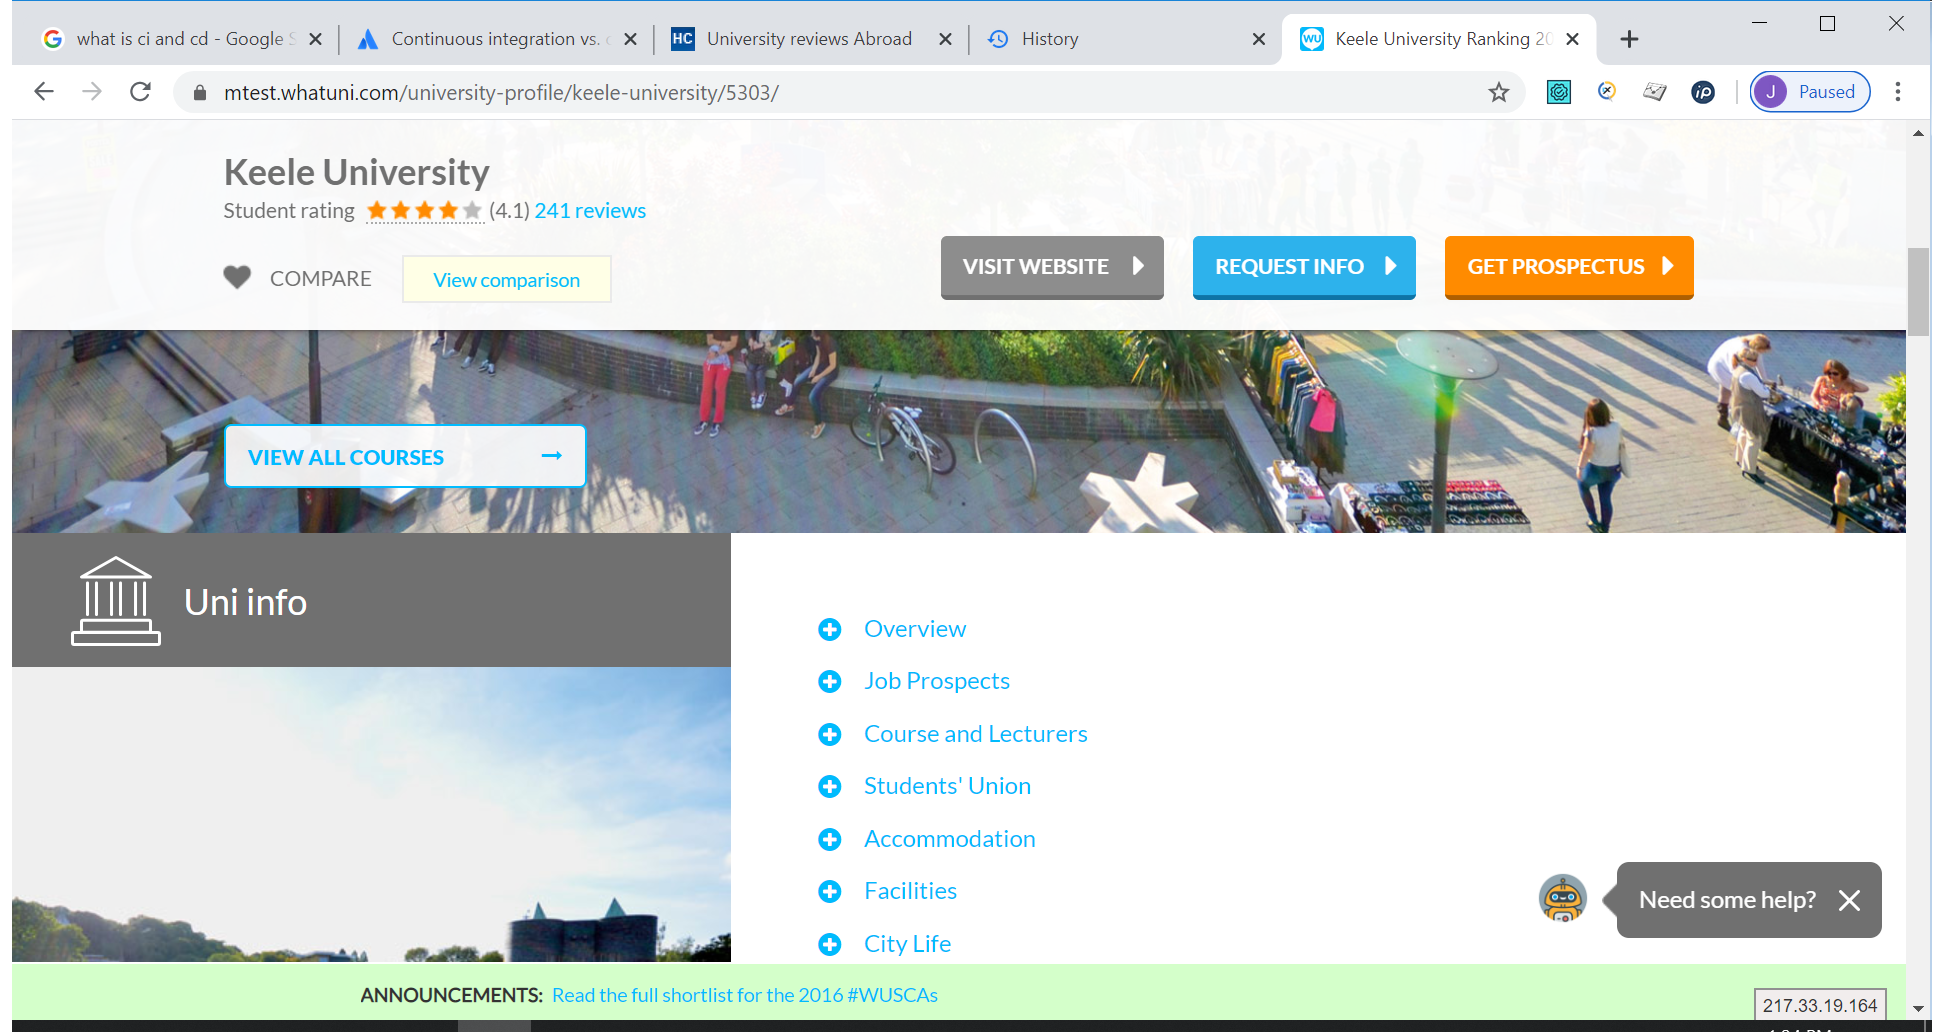 what is ci and cd - Google
Continuous integration vs.
HC
University reviews Abroad
History
WU
Keele University Ranking 20
mtest.whatuni.com/university-profile/keele-university/5303/
ip
J
Paused
Keele University
Student rating (4.1) 241 reviews
COMPARE
View comparison
VISIT WEBSITE
REQUEST INFO
GET PROSPECTUS
VIEW ALL COURSES
Uni info
Overview
Job Prospects
Course and Lecturers
Students' Union
Accommodation
Facilities
City Life
Need some help?
ANNOUNCEMENTS: Read the full shortlist for the 2016 #WUSCAs
217.33.19.164